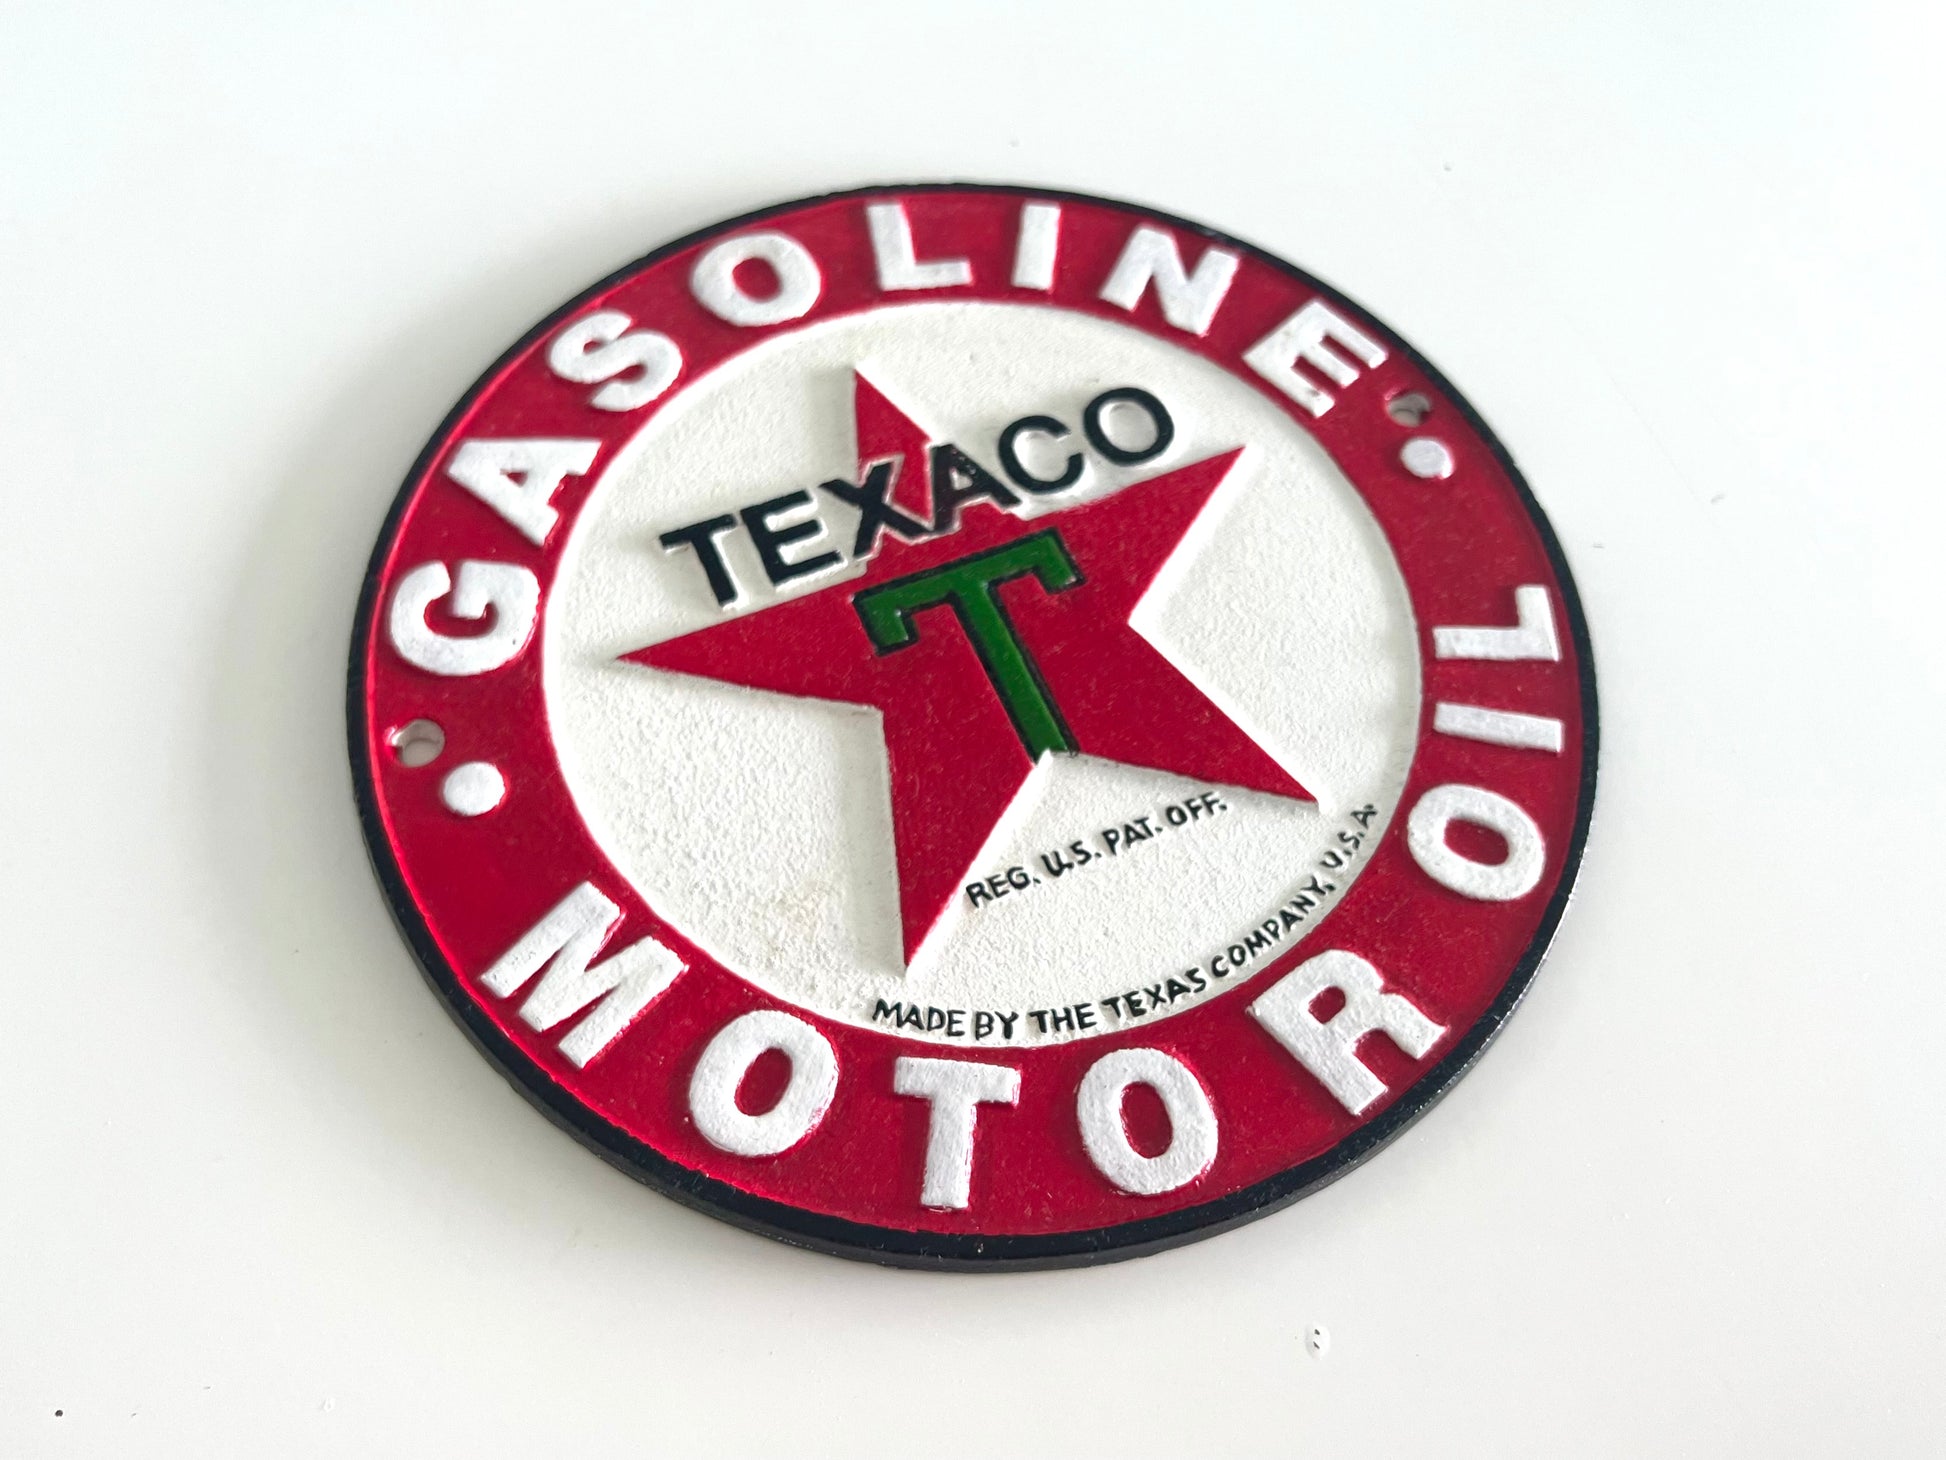 GASOLINE
TEXACO
T
REG. U.S. PAT. OFF.
MADE BY THE TEXAS COMPANY, U.S.A.
MOTOR OIL